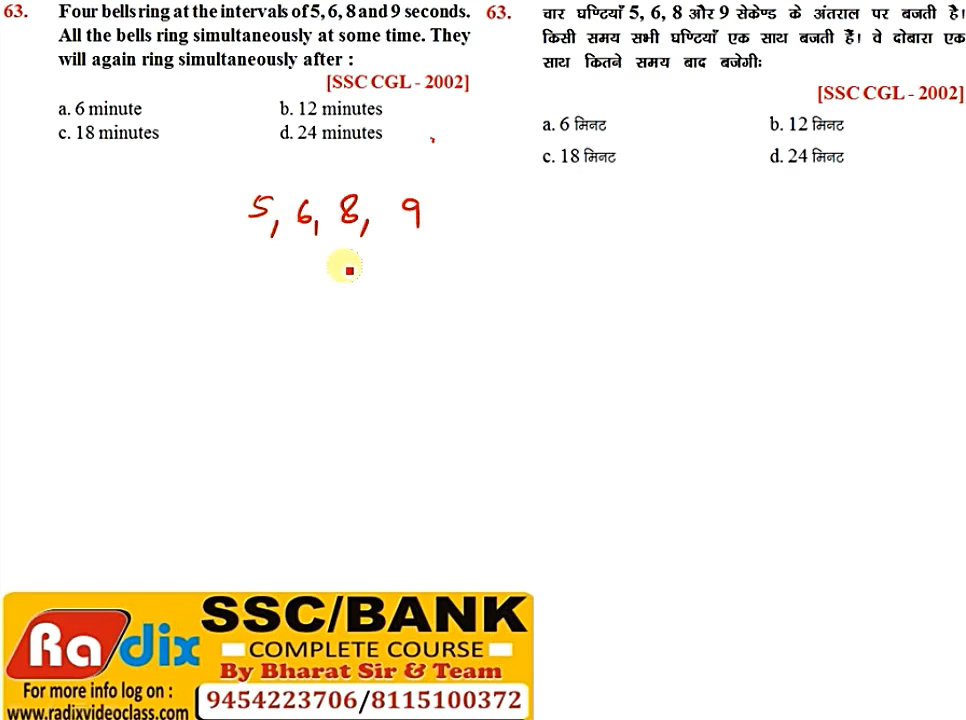 63. Four bells ring at the intervals of 5, 6, 8 and 9 seconds.
All the bells ring simultaneously at some time. They
will again ring simultaneously after :
[SSC CGL - 2002]
a. 6 minute b. 12 minutes
c. 18 minutes d. 24 minutes
63. चार घण्टियाँ 5, 6, 8 और 9 सेकेण्ड के अंतराल पर बजती है।
किसी समय सभी घण्टियाँ एक साथ बजती हैं। वे दोबारा एक
साथ कितने समय बाद बजेगीः
[SSC CGL - 2002]
a. 6 मिनट b. 12 मिनट
c. 18 मिनट d. 24 मिनट
5, 6, 8, 9
Radix
SSC/BANK
COMPLETE COURSE
By Bharat Sir & Team
For more info log on :
www.radixvideoclass.com
9454223706/8115100372